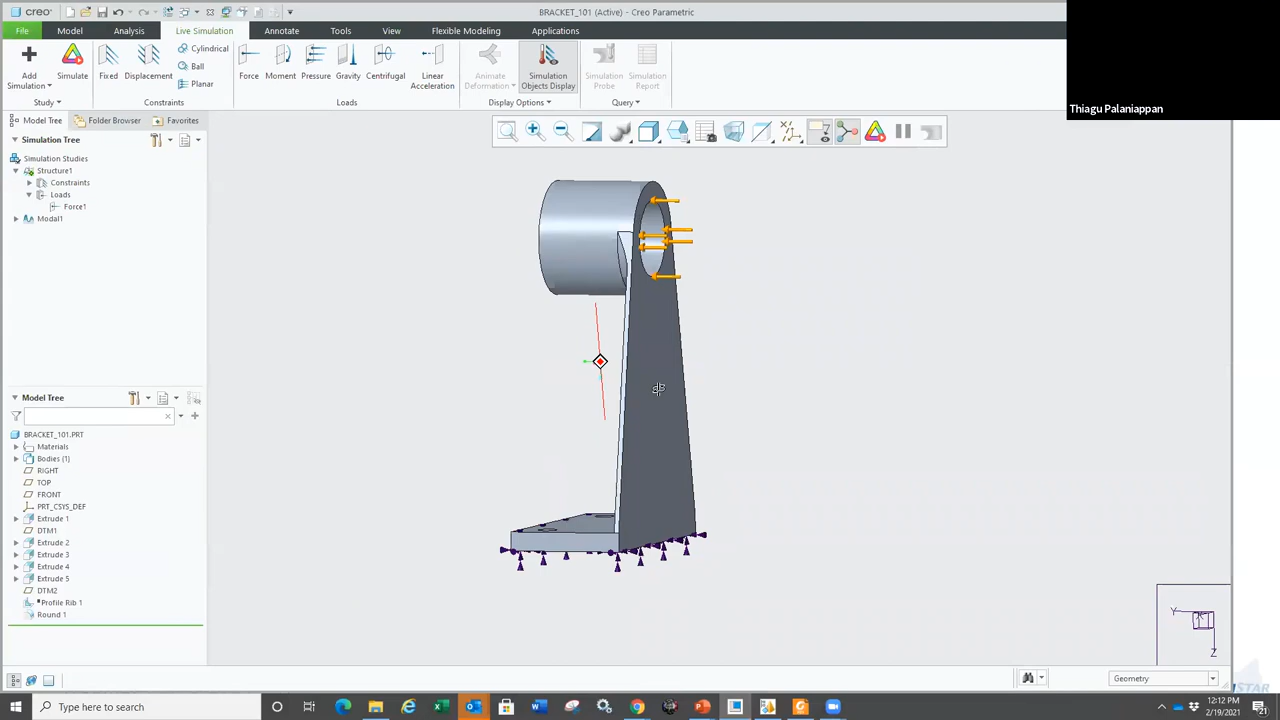 creo
BRACKET_101 (Active) - Creo Parametric
File
Model
Analysis
Live Simulation
Annotate
Tools
View
Flexible Modeling
Applications
Add Simulation
Simulate
Fixed
Displacement
Cylindrical
Ball
Planar
Force
Moment
Pressure
Gravity
Centrifugal
Linear Acceleration
Animate Deformation
Simulation Objects Display
Simulation Probe
Simulation Report
Study
Constraints
Loads
Display Options
Query
Thiagu Palaniappan
Model Tree
Folder Browser
Favorites
Simulation Tree
Simulation Studies
Structure1
Constraints
Loads
Force1
Modal1
Model Tree
BRACKET_101.PRT
Materials
Bodies (1)
RIGHT
TOP
FRONT
PRT_CSYS_DEF
Extrude 1
DTM1
Extrude 2
Extrude 3
Extrude 4
Extrude 5
DTM2
Profile Rib 1
Round 1
Y
X
Z
Geometry
Type here to search
12:12 PM
2/19/2021
21